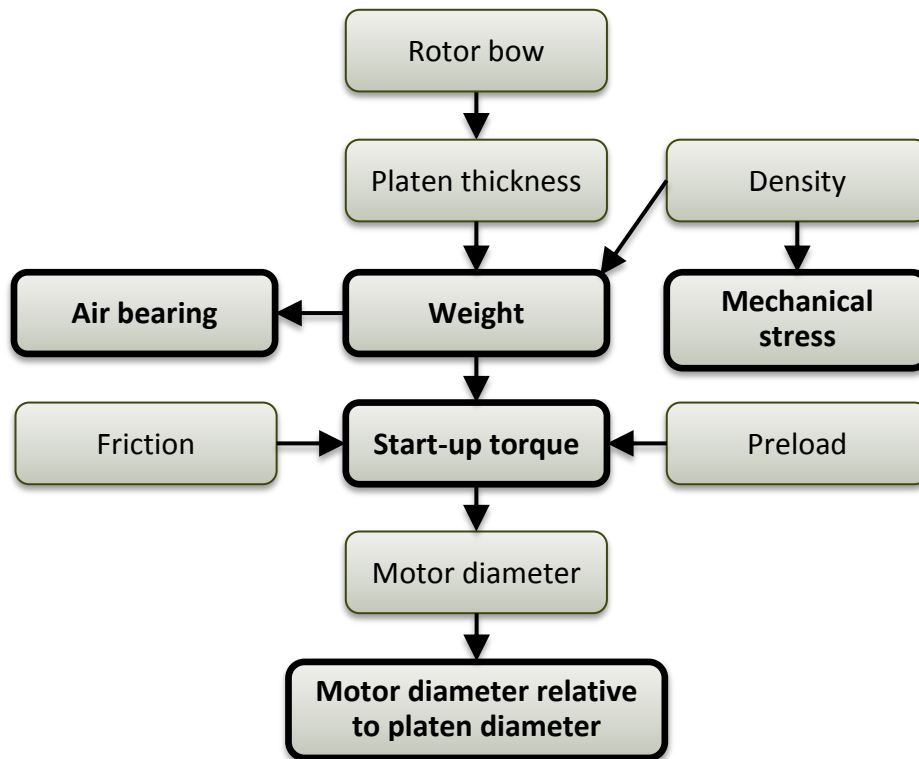 Rotor bow
Platen thickness
Density
Air bearing
Weight
Mechanical
stress
Friction
Start-up torque
Preload
Motor diameter
Motor diameter relative
to platen diameter